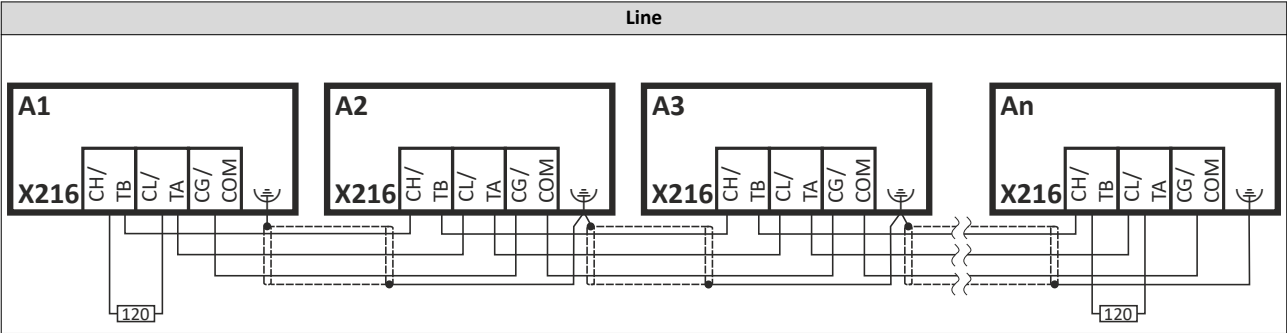 Line
A1
A2
A3
An
X216
CH/
TB
CL/
TA
CG/
COM
X216
CH/
TB
CL/
TA
CG/
COM
X216
CH/
TB
CL/
TA
CG/
COM
X216
CH/
TB
CL/
TA
CG/
COM
120
120